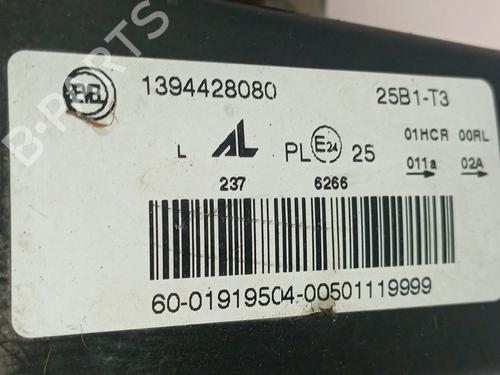 1394428080 25B1-T3
L AL PL E24 25 01HCR 00RL
011a 02A
237 6266
60-01919504-00501119999
B-PARTS